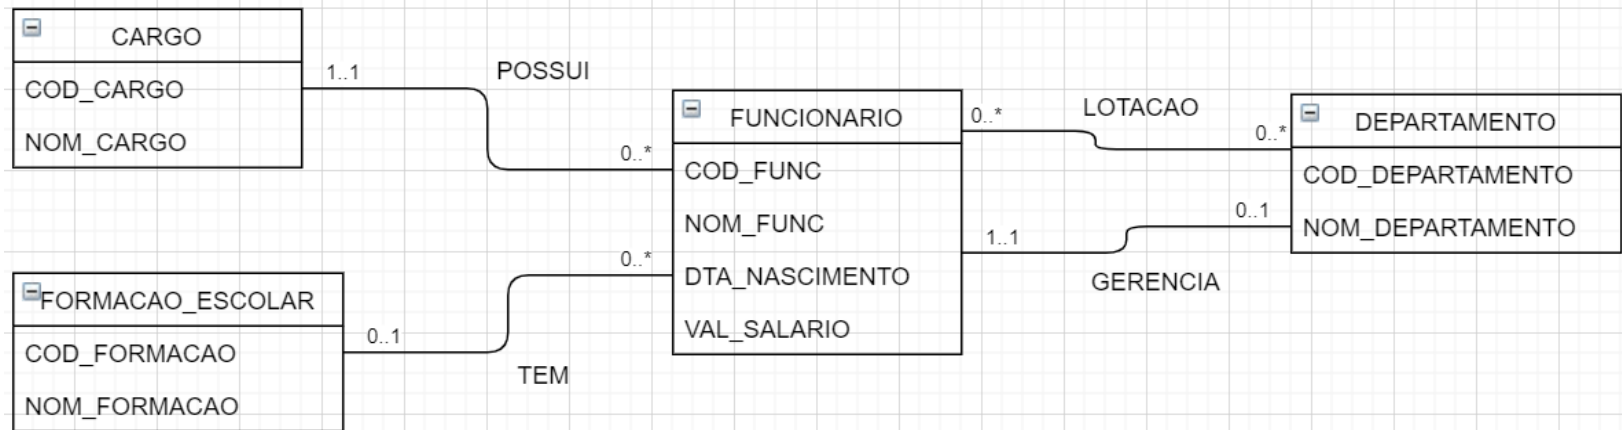 CARGO
COD_CARGO
NOM_CARGO
1..1
POSSUI
0..*
FORMACAO_ESCOLAR
COD_FORMACAO
NOM_FORMACAO
0..1
TEM
0..*
FUNCIONARIO
COD_FUNC
NOM_FUNC
DTA_NASCIMENTO
VAL_SALARIO
0..*
LOTACAO
0..*
1..1
GERENCIA
0..1
DEPARTAMENTO
COD_DEPARTAMENTO
NOM_DEPARTAMENTO